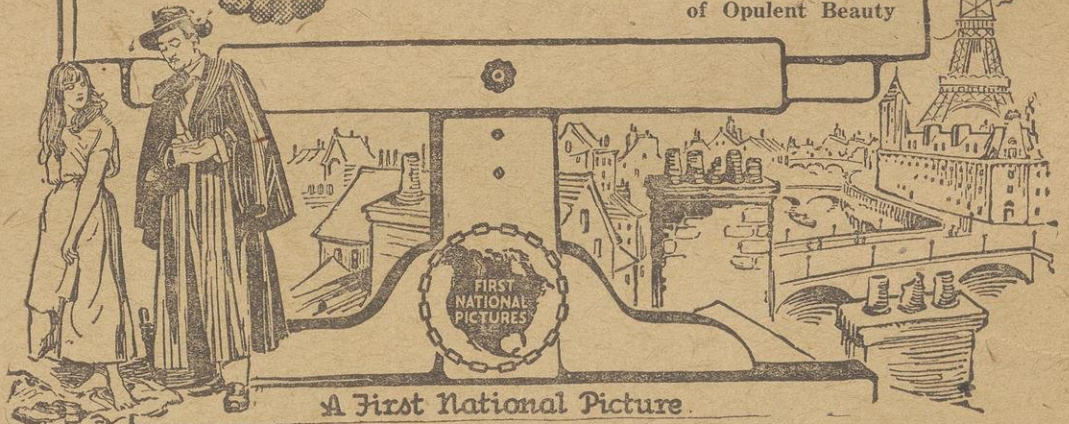 of Opulent Beauty
FIRST
NATIONAL
PICTURES
A First National Picture.